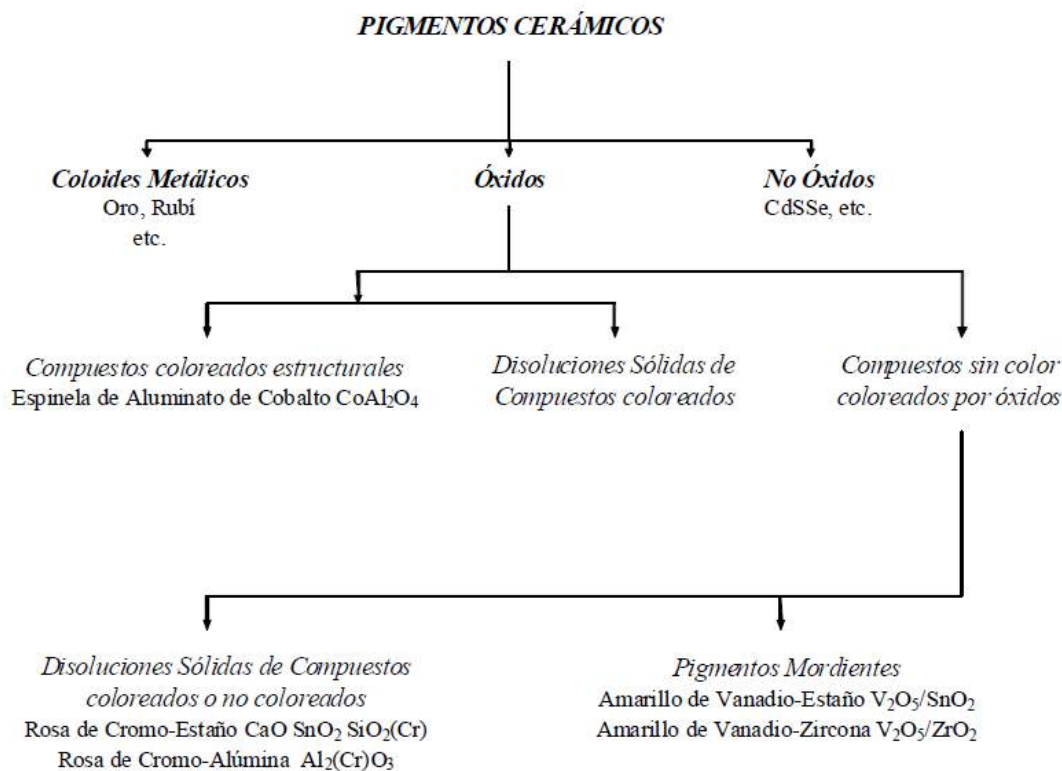 PIGMENTOS CERÁMICOS
Coloides Metálicos
Oro, Rubí
etc.
Óxidos
No Óxidos
CdSSe, etc.
Compuestos coloreados estructurales
Espinela de Aluminato de Cobalto CoAl₂O₄
Disoluciones Sólidas de
Compuestos coloreados
Compuestos sin color
coloreados por óxidos
Disoluciones Sólidas de Compuestos
coloreados o no coloreados
Rosa de Cromo-Estaño CaO SnO₂ SiO₂(Cr)
Rosa de Cromo-Alúmina Al₂(Cr)O₃
Pigmentos Mordientes
Amarillo de Vanadio-Estaño V₂O₅/SnO₂
Amarillo de Vanadio-Zircona V₂O₅/ZrO₂